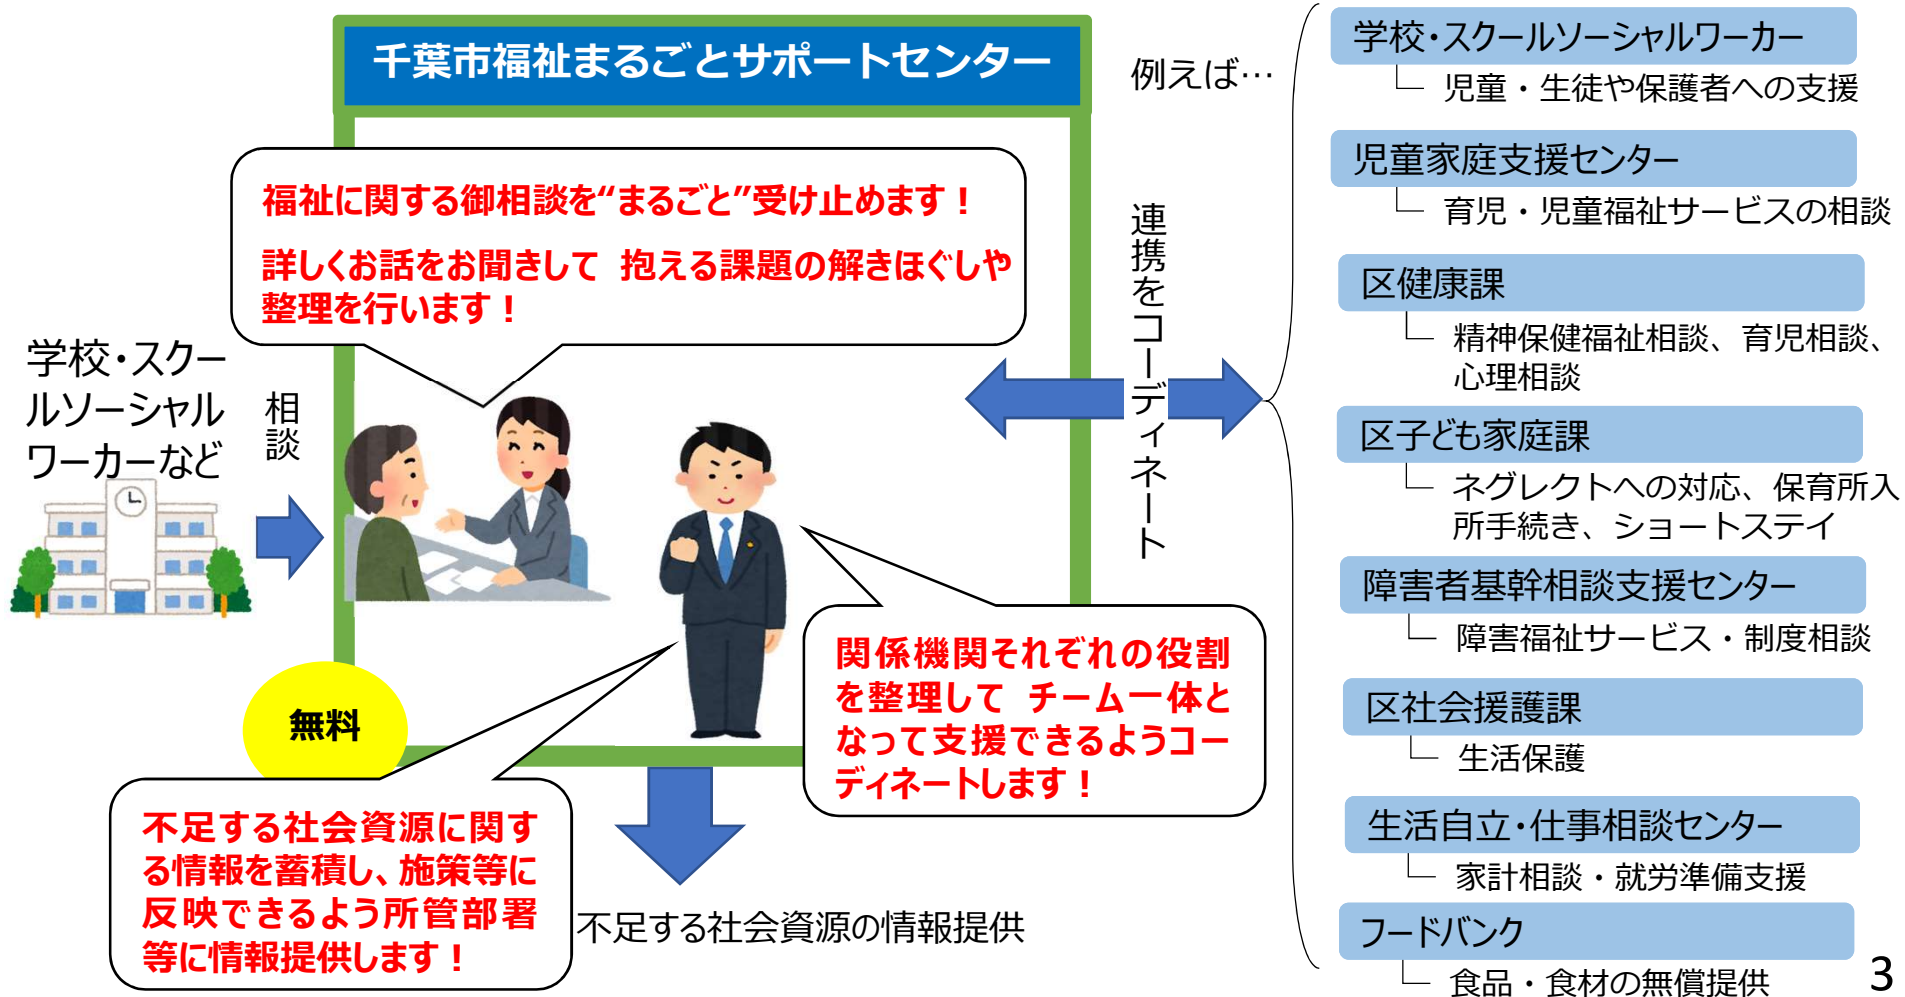 千葉市福祉まるごとサポートセンター
福祉に関する御相談を“まるごと”受け止めます！
詳しくお話をお聞きして 抱える課題の解きほぐしや
整理を行います！
学校・スクー
ルソーシャル
ワーカーなど
相談
無料
関係機関それぞれの役割
を整理して チーム一体と
なって支援できるようコー
ディネートします！
不足する社会資源に関す
る情報を蓄積し、施策等に
反映できるよう所管部署
等に情報提供します！
不足する社会資源の情報提供
例えば…
連携をコーディネート
学校・スクールソーシャルワーカー
児童・生徒や保護者への支援
児童家庭支援センター
育児・児童福祉サービスの相談
区健康課
精神保健福祉相談、育児相談、
心理相談
区子ども家庭課
ネグレクトへの対応、保育所入
所手続き、ショートステイ
障害者基幹相談支援センター
障害福祉サービス・制度相談
区社会援護課
生活保護
生活自立・仕事相談センター
家計相談・就労準備支援
フードバンク
食品・食材の無償提供
3